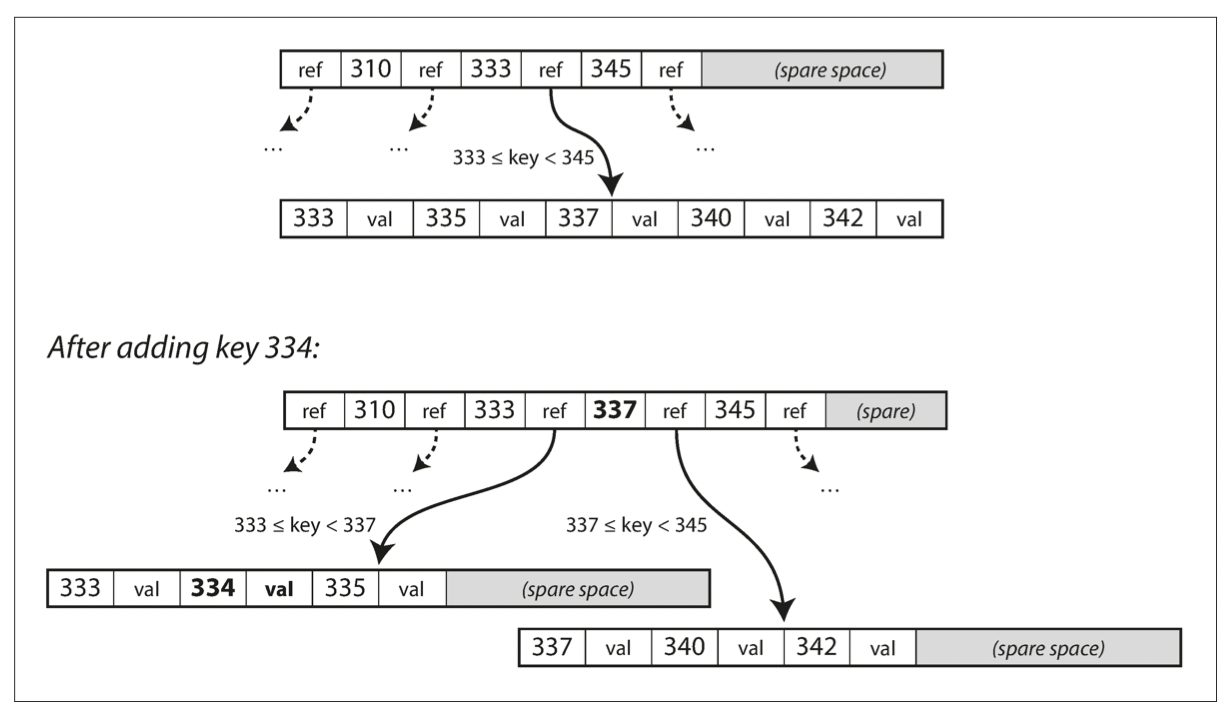 ref 310 ref 333 ref 345 ref (spare space)
... ... 333 ≤ key < 345 ...
333 val 335 val 337 val 340 val 342 val
After adding key 334:
ref 310 ref 333 ref 337 ref 345 ref (spare)
... ... ...
333 ≤ key < 337 337 ≤ key < 345
333 val 334 val 335 val (spare space)
337 val 340 val 342 val (spare space)